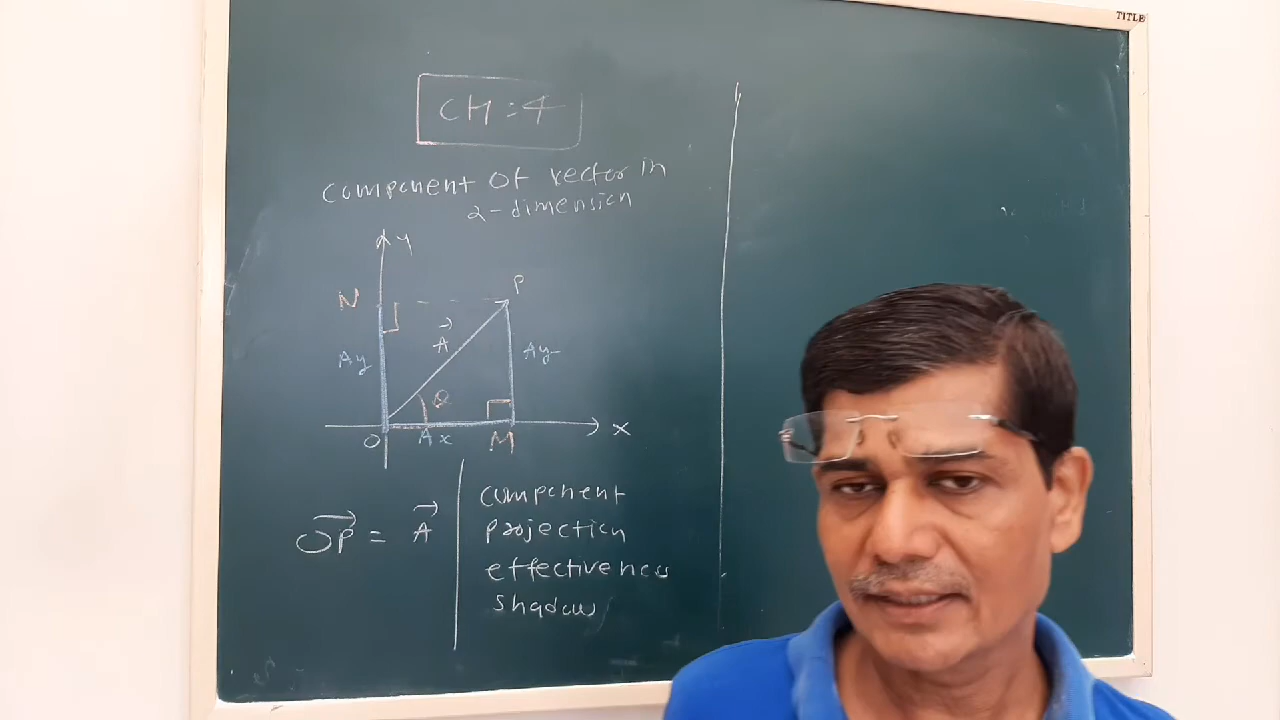 TITLE
CH:4
component of vector in
2-dimension
y
N
P
Ay
A
Ay
θ
O
Ax
M
x
OP = A
component
projection
effectiveness
shadow